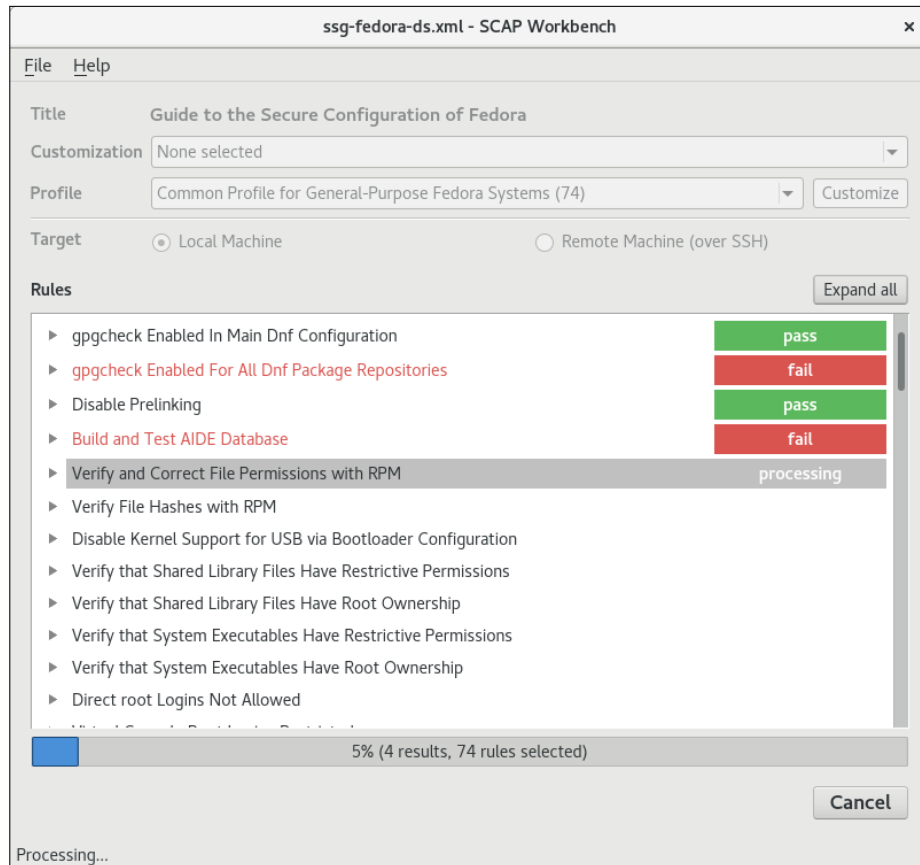 ssg-fedora-ds.xml - SCAP Workbench ×
File Help
Title Guide to the Secure Configuration of Fedora
Customization None selected
Profile Common Profile for General-Purpose Fedora Systems (74) Customize
Target Local Machine Remote Machine (over SSH)
Rules Expand all
gpgcheck Enabled In Main Dnf Configuration pass
gpgcheck Enabled For All Dnf Package Repositories fail
Disable Prelinking pass
Build and Test AIDE Database fail
Verify and Correct File Permissions with RPM processing
Verify File Hashes with RPM
Disable Kernel Support for USB via Bootloader Configuration
Verify that Shared Library Files Have Restrictive Permissions
Verify that Shared Library Files Have Root Ownership
Verify that System Executables Have Restrictive Permissions
Verify that System Executables Have Root Ownership
Direct root Logins Not Allowed
5% (4 results, 74 rules selected)
Cancel
Processing...